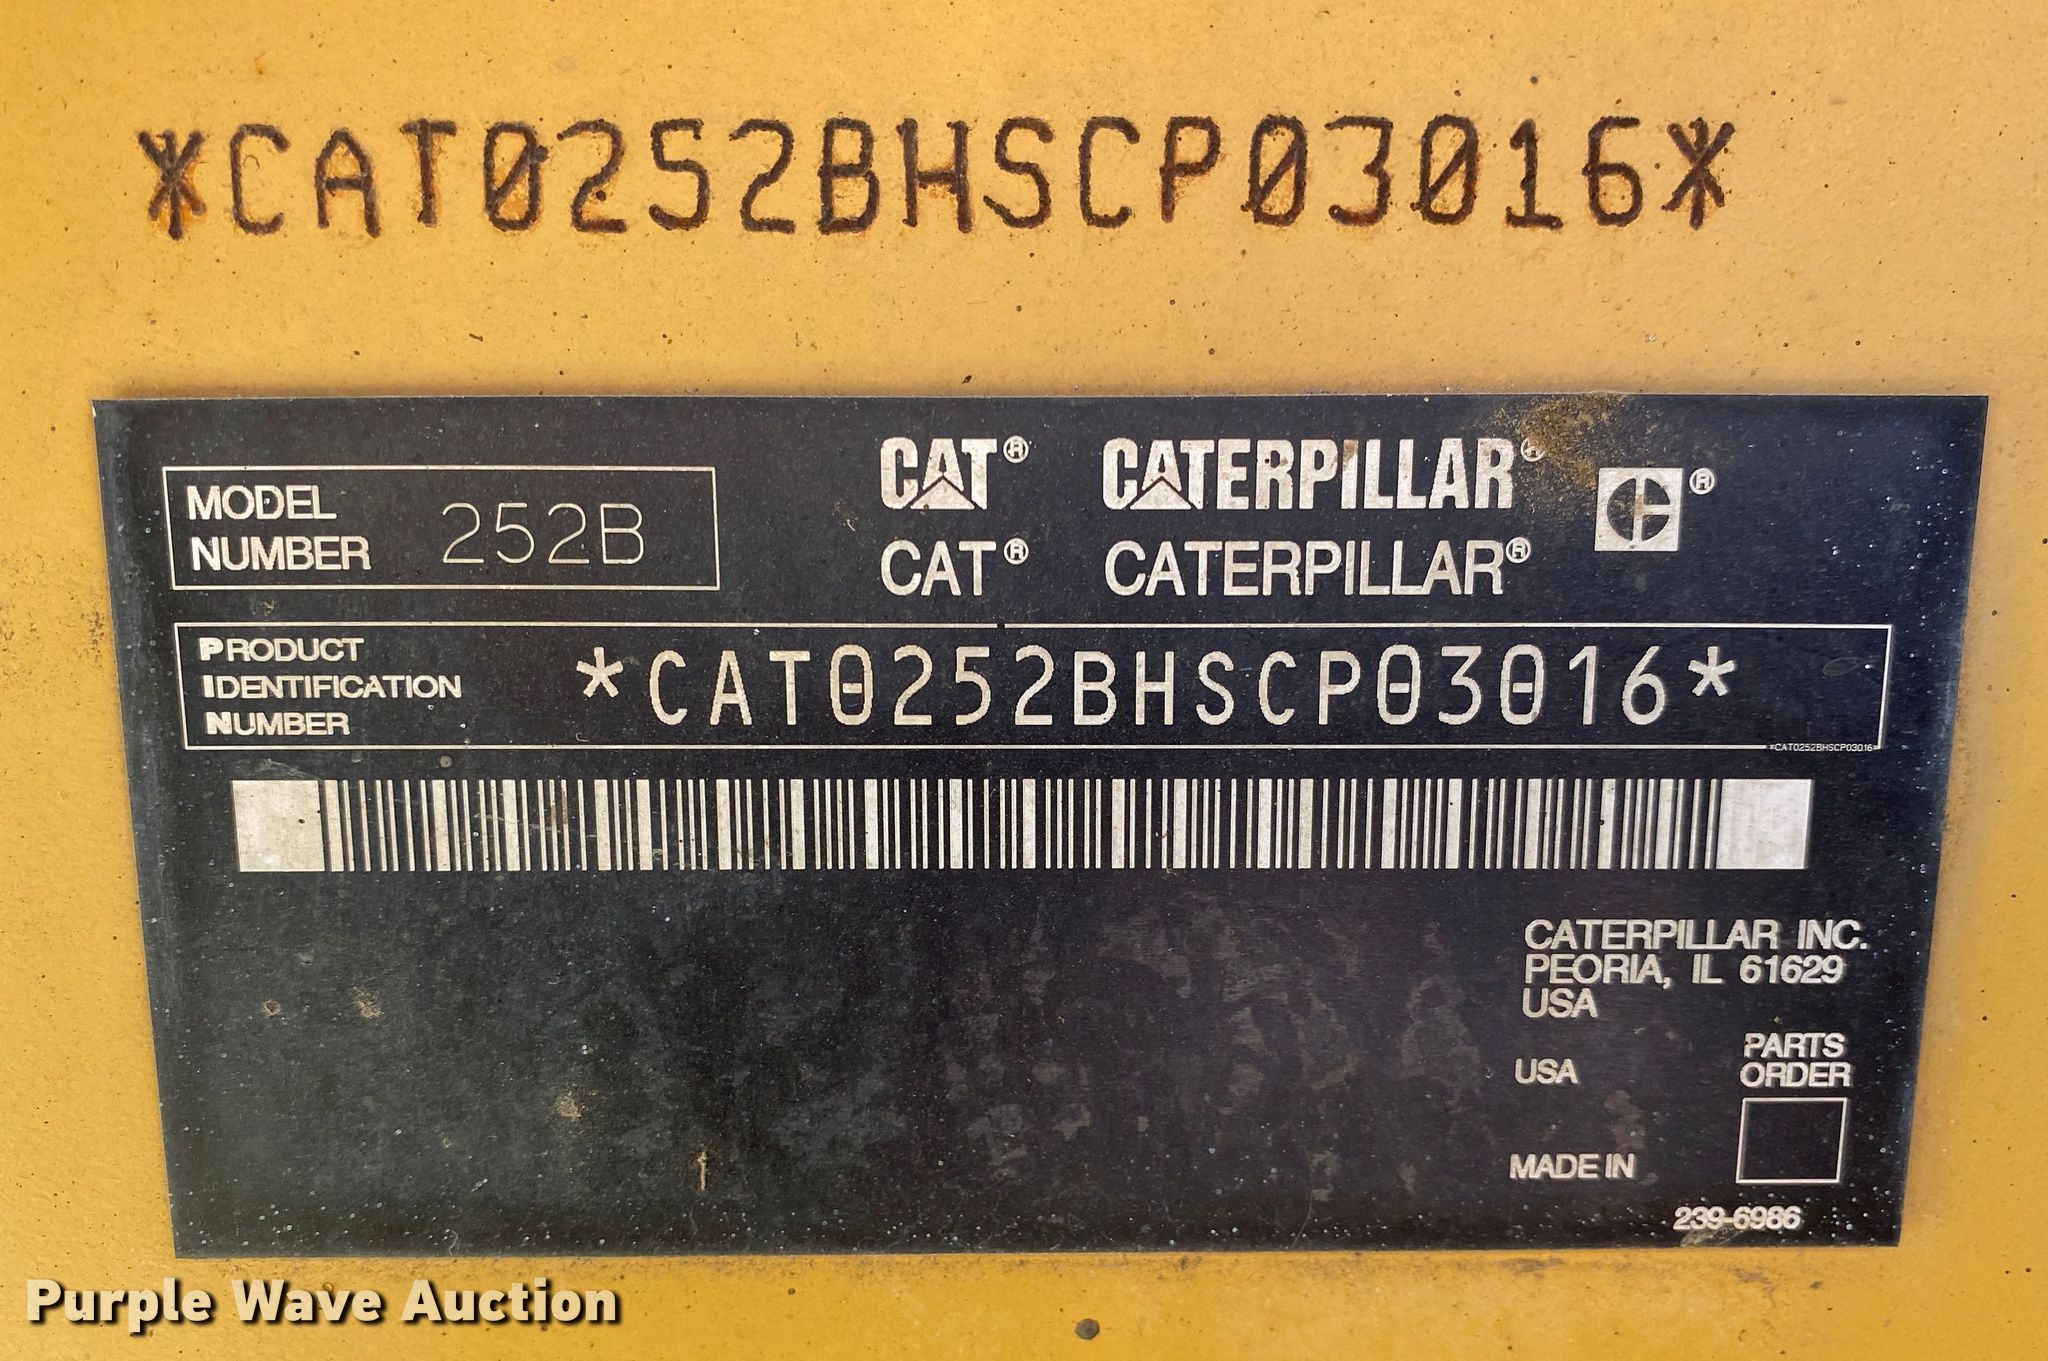 *CAT0252BHSCP03016*
CAT® CATERPILLAR®
MODEL
NUMBER 252B
CAT® CATERPILLAR®
PRODUCT
IDENTIFICATION
NUMBER
*CAT0252BHSCP03016*
*CAT0252BHSCP03016*
CATERPILLAR INC.
PEORIA, IL 61629
USA
PARTS
ORDER
USA
MADE IN
239-6986
Purple Wave Auction